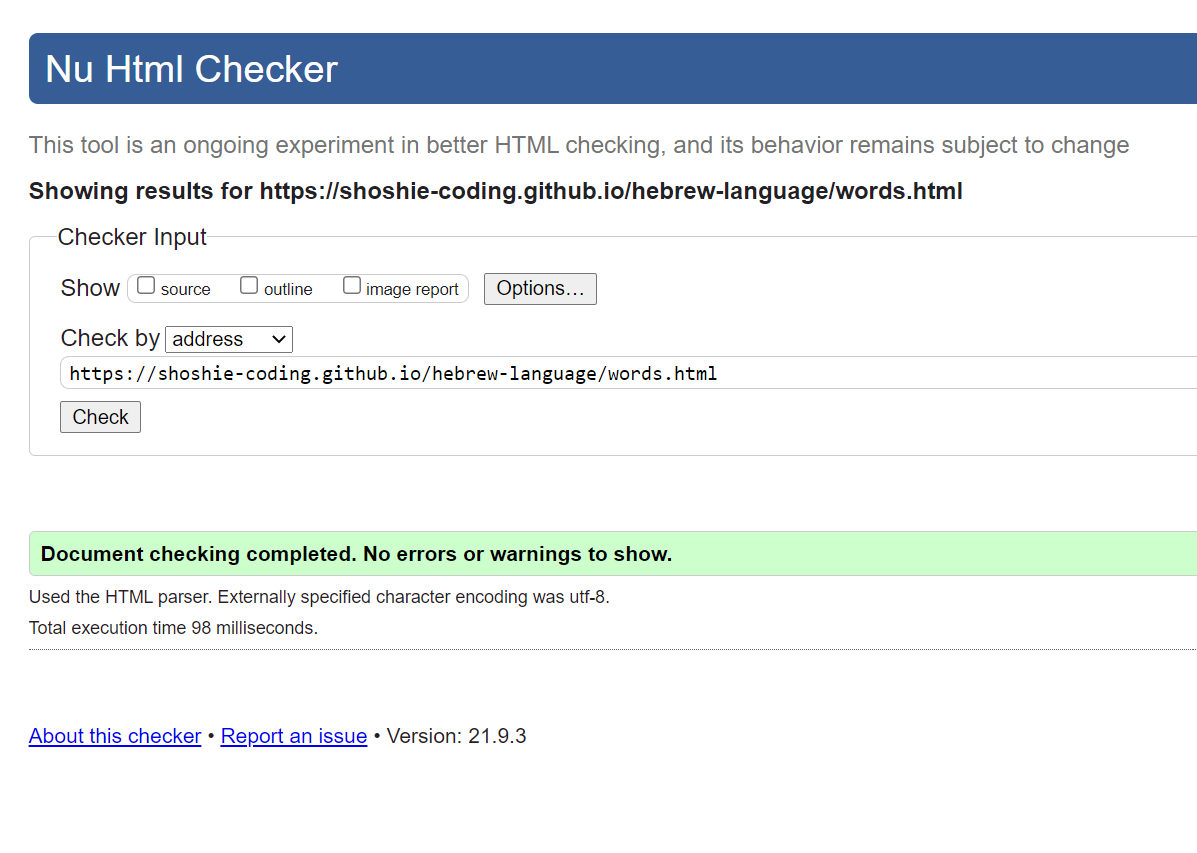 Nu Html Checker
This tool is an ongoing experiment in better HTML checking, and its behavior remains subject to change
Showing results for https://shoshie-coding.github.io/hebrew-language/words.html
Checker Input
Show source outline image report Options…
Check by address
https://shoshie-coding.github.io/hebrew-language/words.html
Check
Document checking completed. No errors or warnings to show.
Used the HTML parser. Externally specified character encoding was utf-8.
Total execution time 98 milliseconds.
About this checker • Report an issue • Version: 21.9.3